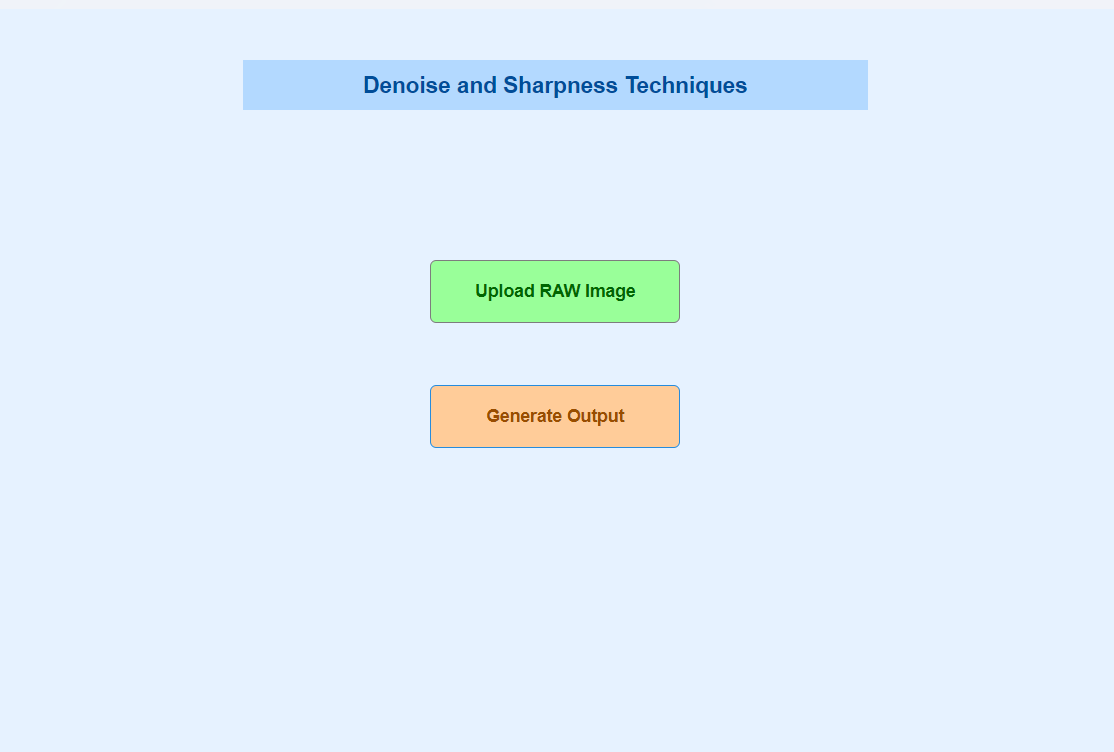 Denoise and Sharpness Techniques
Upload RAW Image
Generate Output